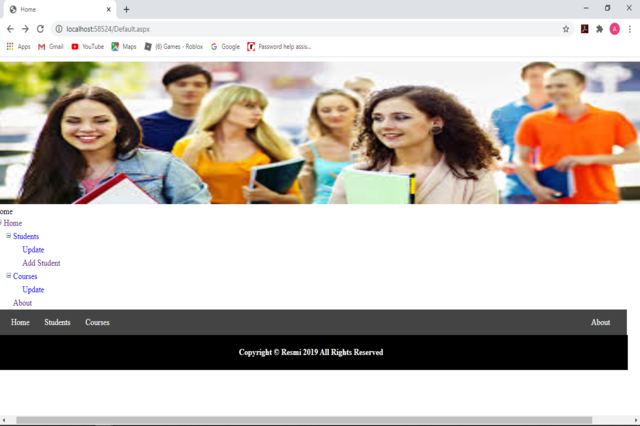 Home
localhost:58524/Default.aspx
A
Apps Gmail YouTube Maps (6) Games - Roblox Google Password help assis...
ome
Home
Students
Update
Add Student
Courses
Update
About
Home Students Courses About
Copyright © Resmi 2019 All Rights Reserved